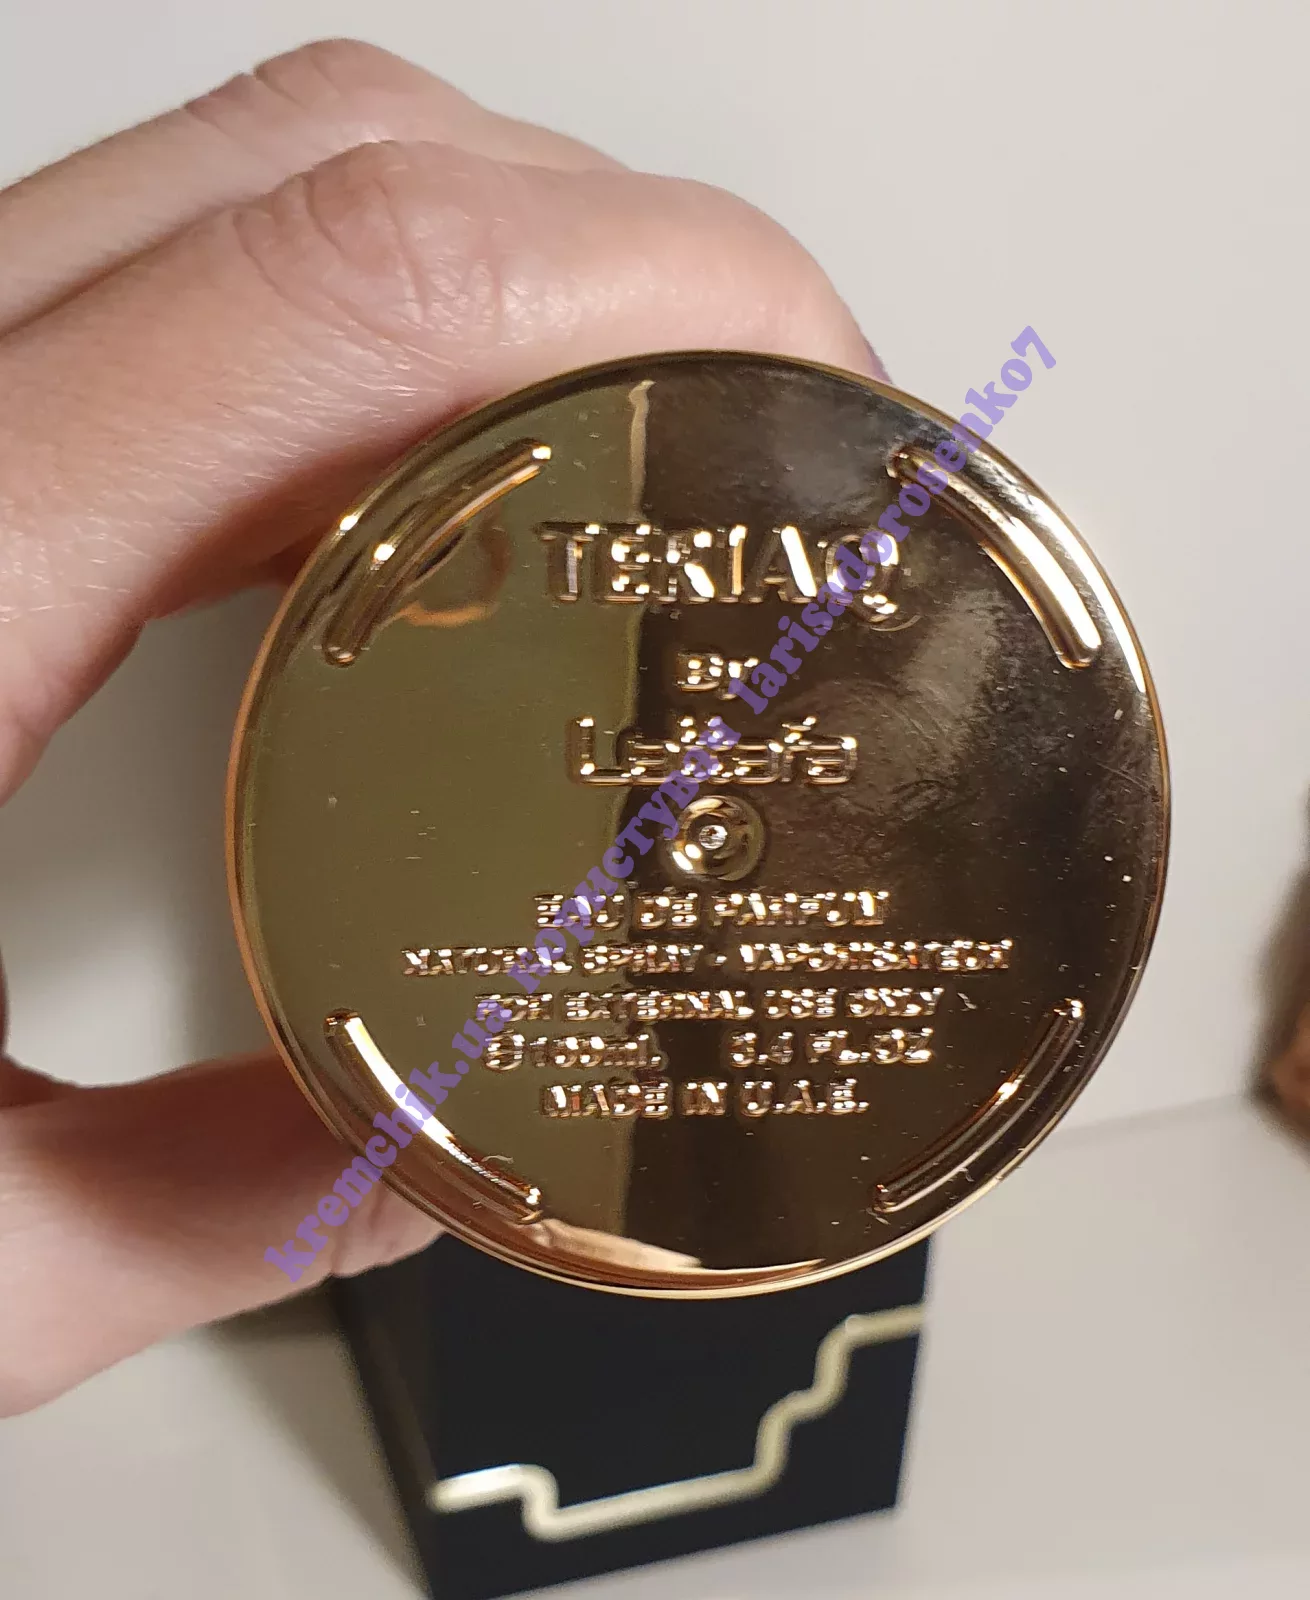 TERIAQ
By
Lattafa
EAU DE PARFUM
NATURAL SPRAY - VAPORISATEUR
FOR EXTERNAL USE ONLY
℮ 100mL 3.4 FL.OZ
MADE IN U.A.E.
kremchik.ua користувач larisadorosenko7